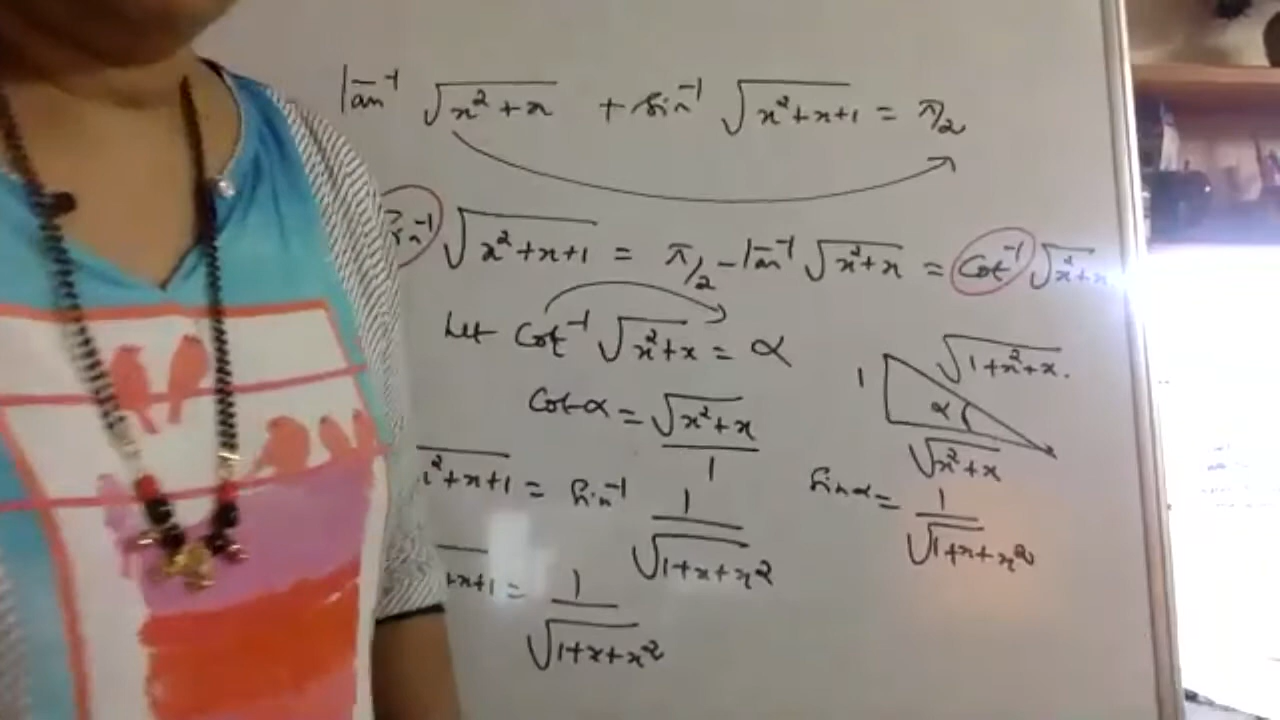 tan⁻¹ √(x²+x) + sin⁻¹ √(x²+x+1) = π/2
sin⁻¹ √(x²+x+1) = π/2 − tan⁻¹ √(x²+x) = Cot⁻¹ √(x²+x
Let Cot⁻¹ √(x²+x) = α
1
√(1+x²+x).
α
√(x²+x)
Cot α = √(x²+x)/1
x²+x+1 = sin⁻¹ 1/√(1+x+x²)
sin α = 1/√(1+x+x²)
+x+1 = 1/√(1+x+x²)